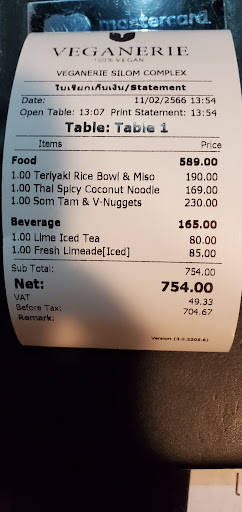 mastercard
VEGANERIE
100% VEGAN
VEGANERIE SILOM COMPLEX
ใบเรียกเก็บเงิน/Statement
Date: 11/02/2566 13:54
Open Table: 13:07 Print Statement: 13:54
Table: Table 1
Items Price
Food 589.00
1.00 Teriyaki Rice Bowl & Miso 190.00
1.00 Thai Spicy Coconut Noodle 169.00
1.00 Som Tam & V-Nuggets 230.00
Beverage 165.00
1.00 Lime Iced Tea 80.00
1.00 Fresh Limeade[Iced] 85.00
Sub Total: 754.00
Net: 754.00
VAT 49.33
Before Tax: 704.67
Remark: